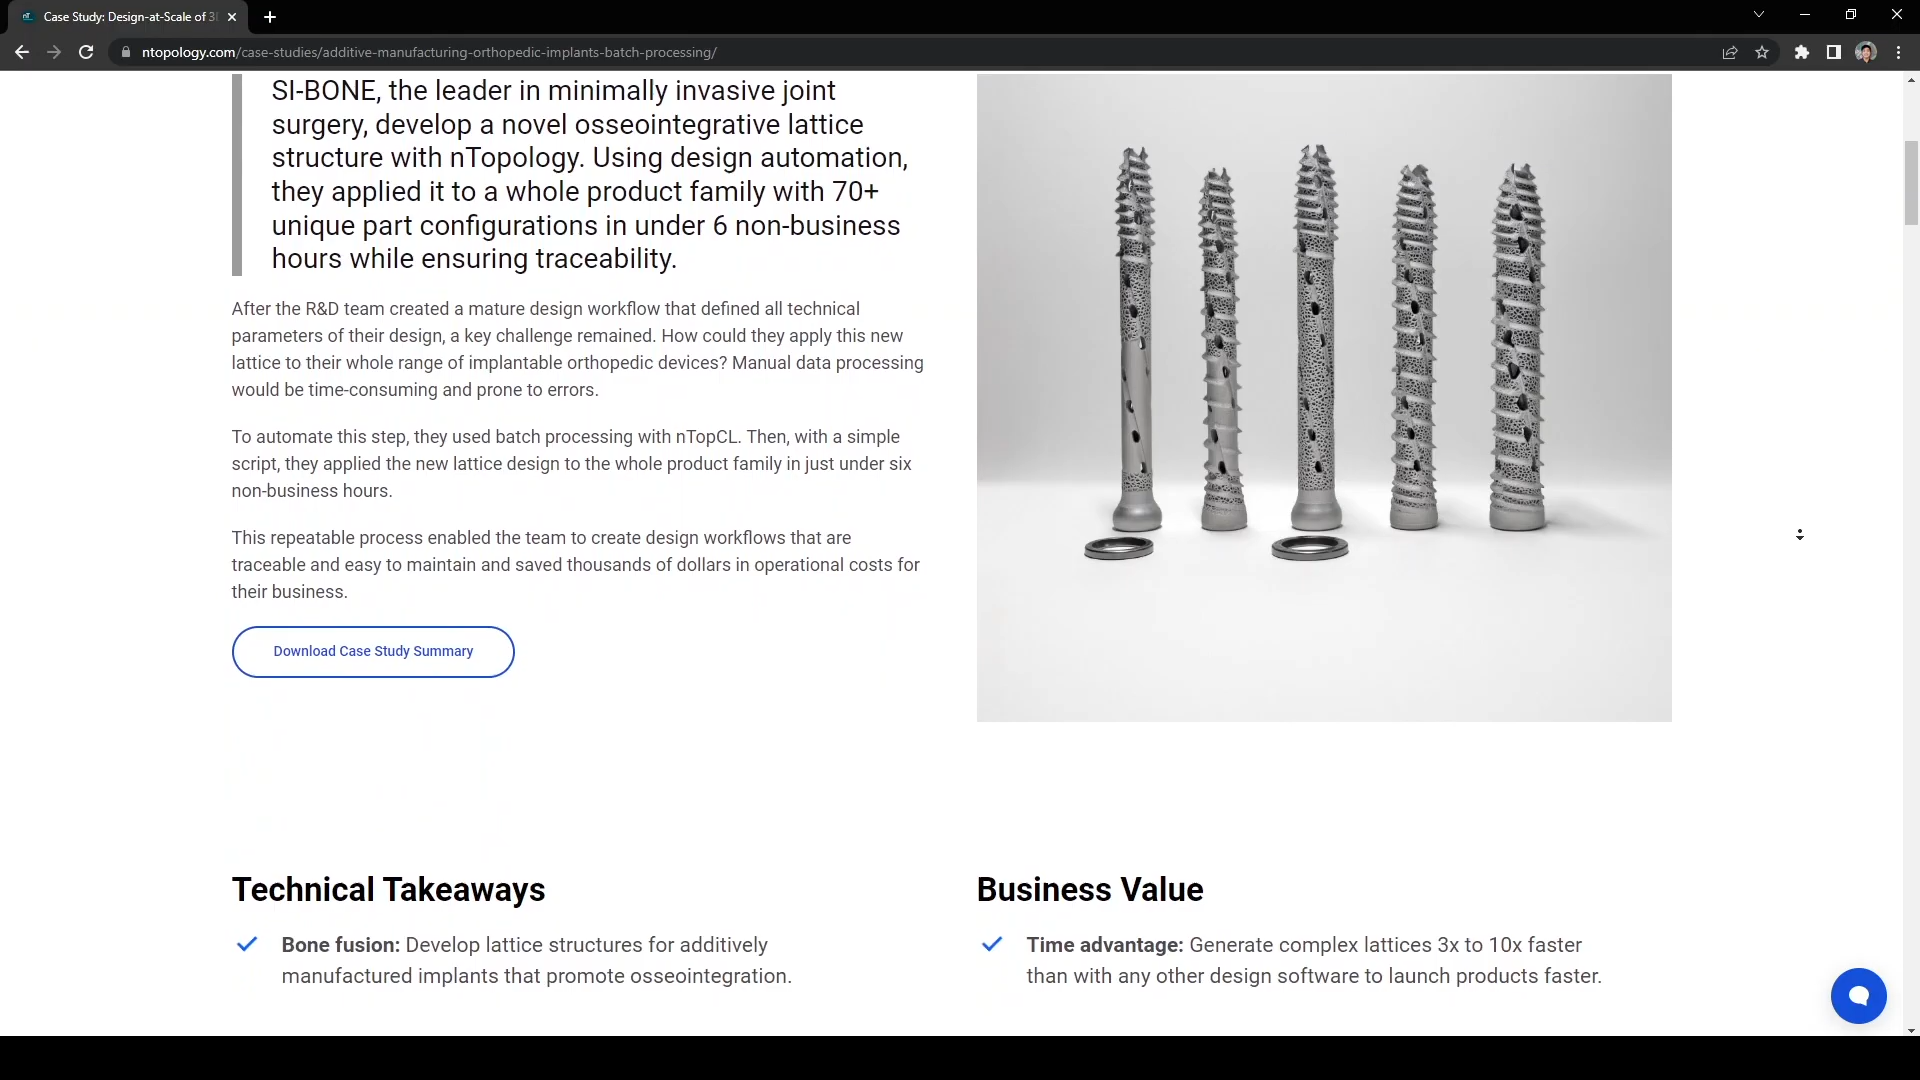 Case Study: Design-at-Scale of 3
ntopology.com/case-studies/additive-manufacturing-orthopedic-implants-batch-processing/
SI-BONE, the leader in minimally invasive joint
surgery, develop a novel osseointegrative lattice
structure with nTopology. Using design automation,
they applied it to a whole product family with 70+
unique part configurations in under 6 non-business
hours while ensuring traceability.
After the R&D team created a mature design workflow that defined all technical
parameters of their design, a key challenge remained. How could they apply this new
lattice to their whole range of implantable orthopedic devices? Manual data processing
would be time-consuming and prone to errors.
To automate this step, they used batch processing with nTopCL. Then, with a simple
script, they applied the new lattice design to the whole product family in just under six
non-business hours.
This repeatable process enabled the team to create design workflows that are
traceable and easy to maintain and saved thousands of dollars in operational costs for
their business.
Download Case Study Summary
Technical Takeaways
Bone fusion: Develop lattice structures for additively
manufactured implants that promote osseointegration.
Business Value
Time advantage: Generate complex lattices 3x to 10x faster
than with any other design software to launch products faster.